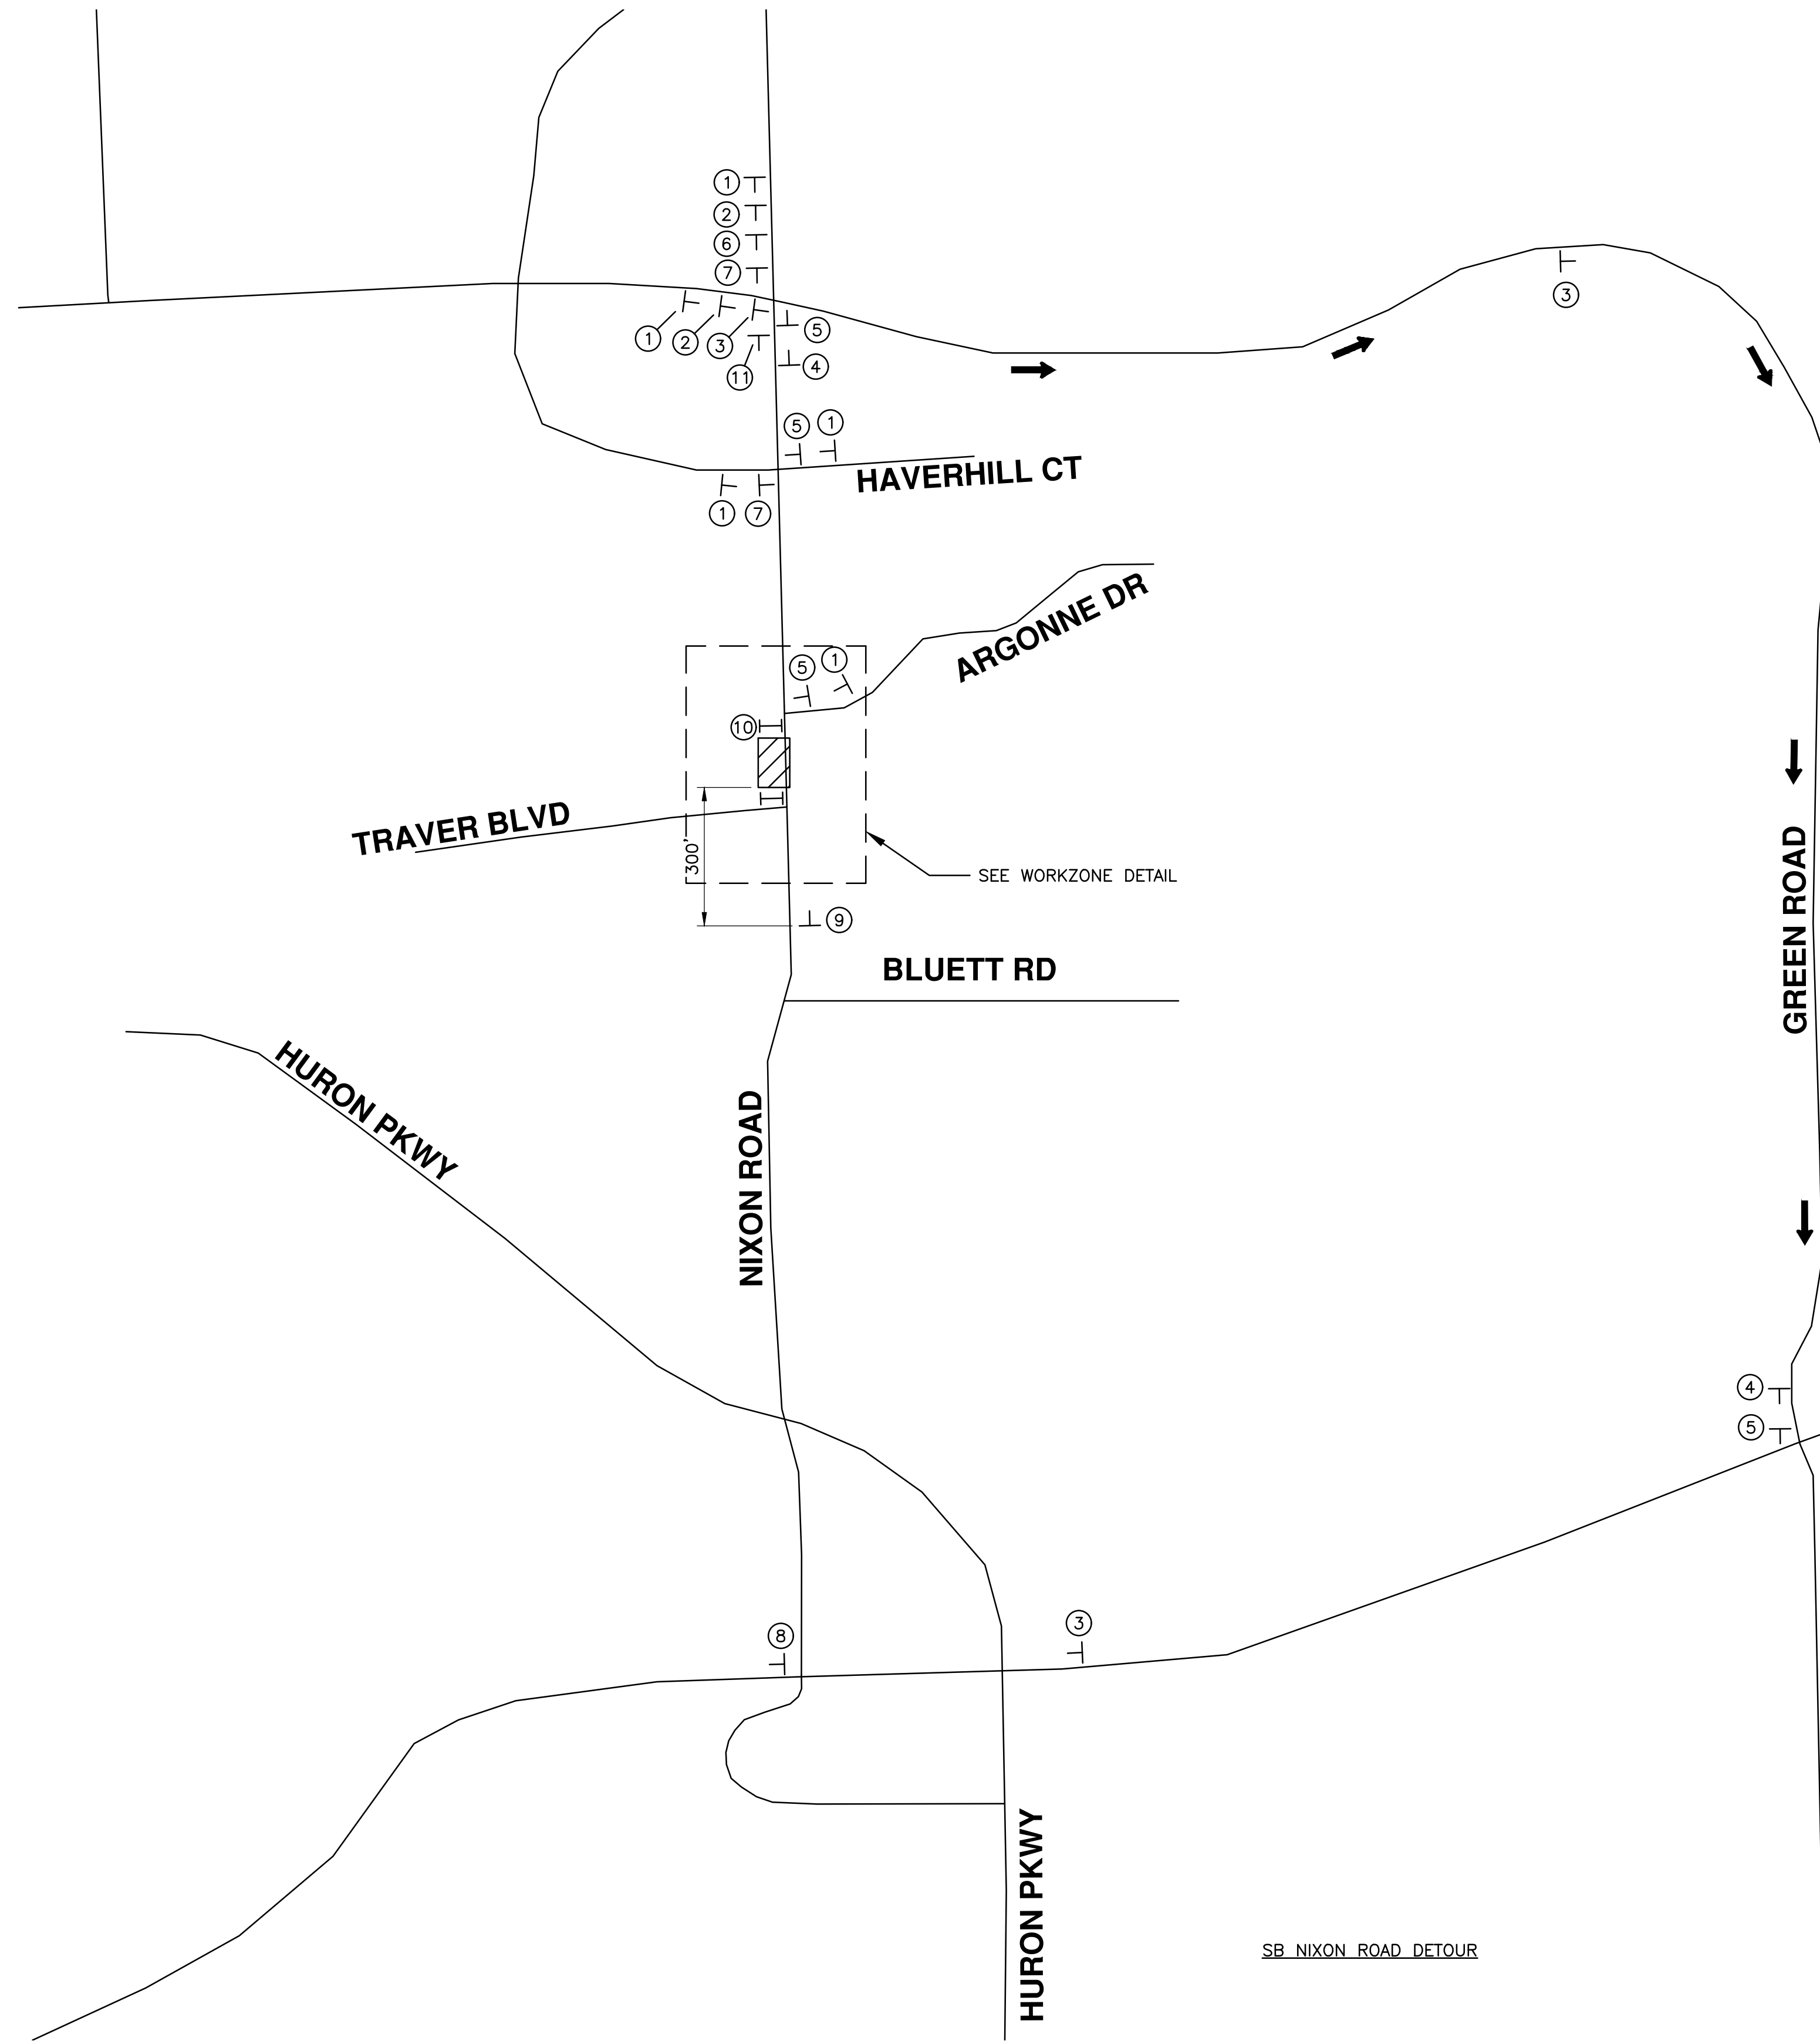 1
2
6
7
3
1
2
3
5
11
4
5
1
HAVERHILL CT
1
7
ARGONNE DR
5
1
10
TRAVER BLVD
300'
SEE WORKZONE DETAIL
GREEN ROAD
9
BLUETT RD
HURON PKWY
NIXON ROAD
4
5
8
3
HURON PKWY
SB NIXON ROAD DETOUR